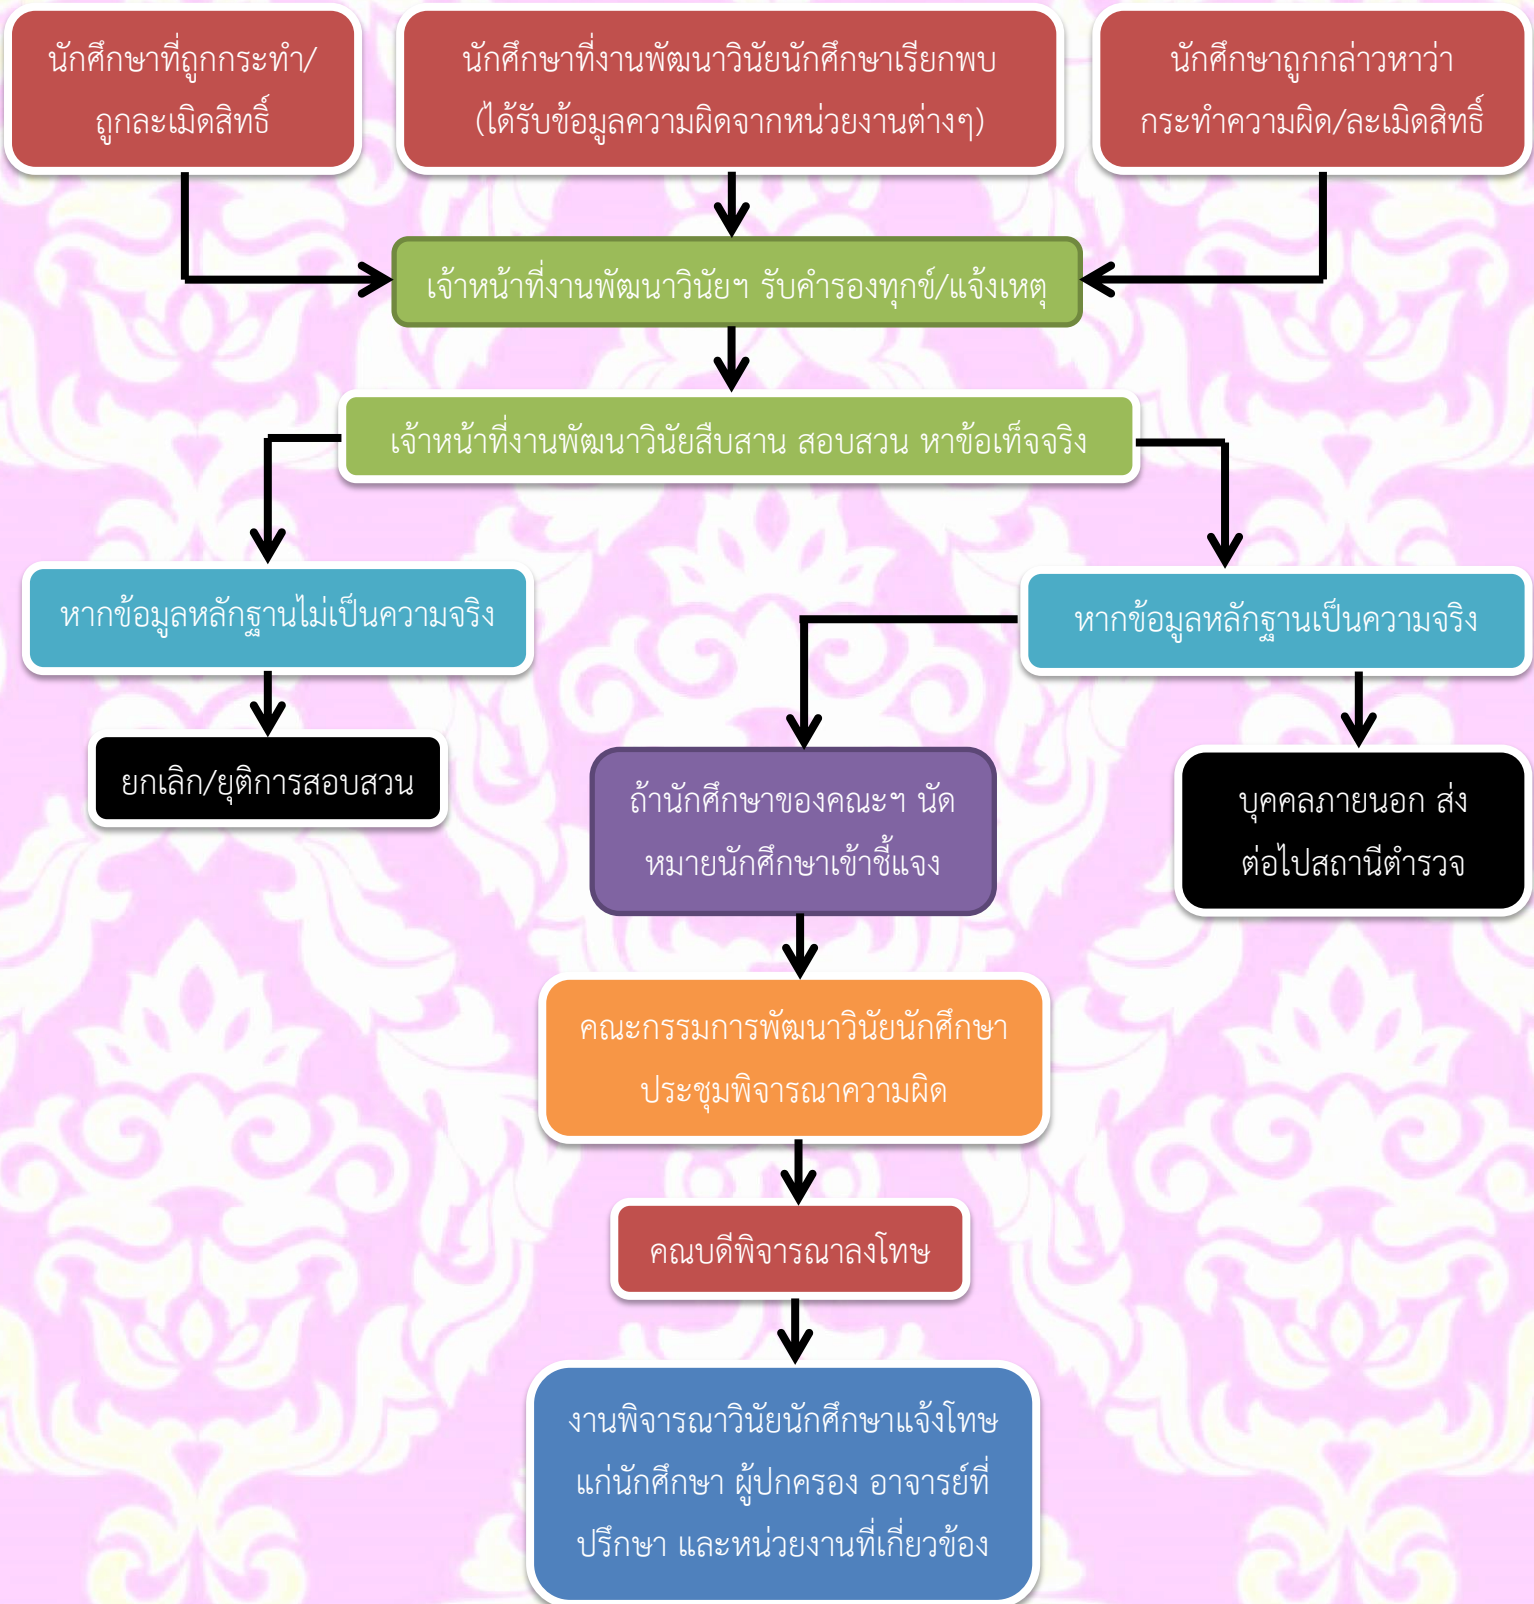 นักศึกษาที่ถูกกระทำ/
ถูกละเมิดสิทธิ์
นักศึกษาที่งานพัฒนาวินัยนักศึกษาเรียกพบ
(ได้รับข้อมูลความผิดจากหน่วยงานต่างๆ)
นักศึกษาถูกกล่าวหาว่า
กระทำความผิด/ละเมิดสิทธิ์
เจ้าหน้าที่งานพัฒนาวินัยฯ รับคำรองทุกข์/แจ้งเหตุ
เจ้าหน้าที่งานพัฒนาวินัยสืบสาน สอบสวน หาข้อเท็จจริง
หากข้อมูลหลักฐานไม่เป็นความจริง
หากข้อมูลหลักฐานเป็นความจริง
ยกเลิก/ยุติการสอบสวน
ถ้านักศึกษาของคณะฯ นัด
หมายนักศึกษาเข้าชี้แจง
บุคคลภายนอก ส่ง
ต่อไปสถานีตำรวจ
คณะกรรมการพัฒนาวินัยนักศึกษา
ประชุมพิจารณาความผิด
คณบดีพิจารณาลงโทษ
งานพิจารณาวินัยนักศึกษาแจ้งโทษ
แก่นักศึกษา ผู้ปกครอง อาจารย์ที่
ปรึกษา และหน่วยงานที่เกี่ยวข้อง